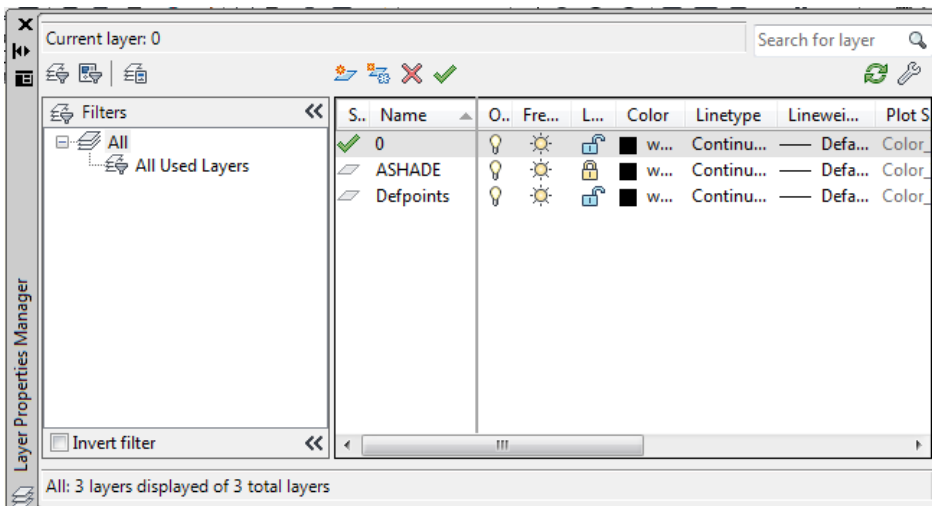 Current layer: 0
Search for layer
Filters
All
All Used Layers
S.. Name O.. Fre... L... Color Linetype Linewei... Plot S
0 w... Continu... Defa... Color_
ASHADE w... Continu... Defa... Color_
Defpoints w... Continu... Defa... Color_
Invert filter
All: 3 layers displayed of 3 total layers
Layer Properties Manager